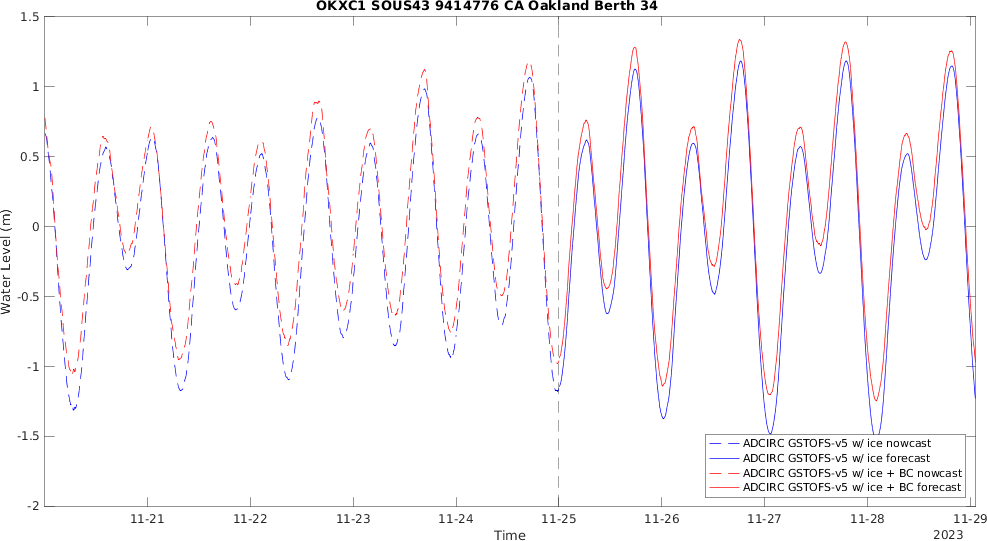 OKXC1 SOUS43 9414776 CA Oakland Berth 34
1.5
1
0.5
0
-0.5
-1
-1.5
-2
Water Level (m)
11-21 11-22 11-23 11-24 11-25 11-26 11-27 11-28 11-29
Time
2023
ADCIRC GSTOFS-v5 w/ ice nowcast
ADCIRC GSTOFS-v5 w/ ice forecast
ADCIRC GSTOFS-v5 w/ ice + BC nowcast
ADCIRC GSTOFS-v5 w/ ice + BC forecast